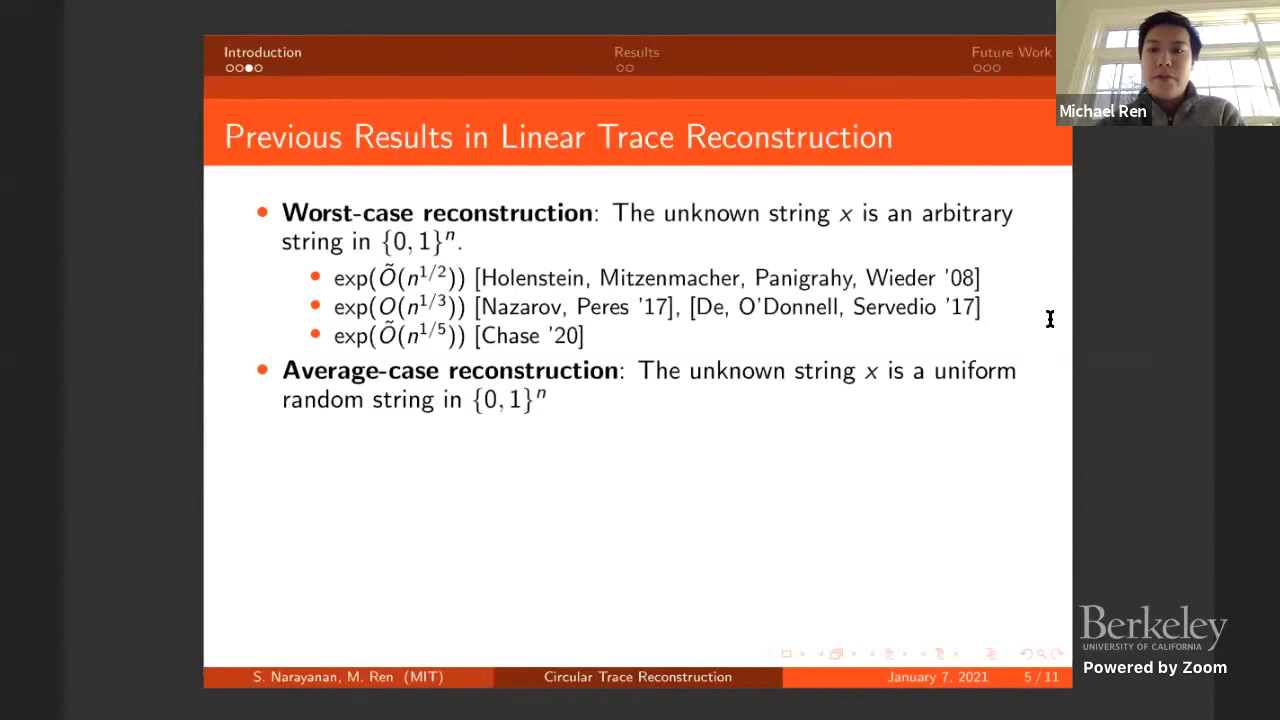 Introduction Results Future Work
Michael Ren
Previous Results in Linear Trace Reconstruction
Worst-case reconstruction: The unknown string x is an arbitrary
string in {0, 1}ⁿ.
exp(Õ(n^{1/2})) [Holenstein, Mitzenmacher, Panigrahy, Wieder '08]
exp(O(n^{1/3})) [Nazarov, Peres '17], [De, O'Donnell, Servedio '17]
exp(Õ(n^{1/5})) [Chase '20]
Average-case reconstruction: The unknown string x is a uniform
random string in {0, 1}ⁿ
Berkeley
UNIVERSITY OF CALIFORNIA
Powered by Zoom
S. Narayanan, M. Ren (MIT) Circular Trace Reconstruction January 7, 2021 5 / 11